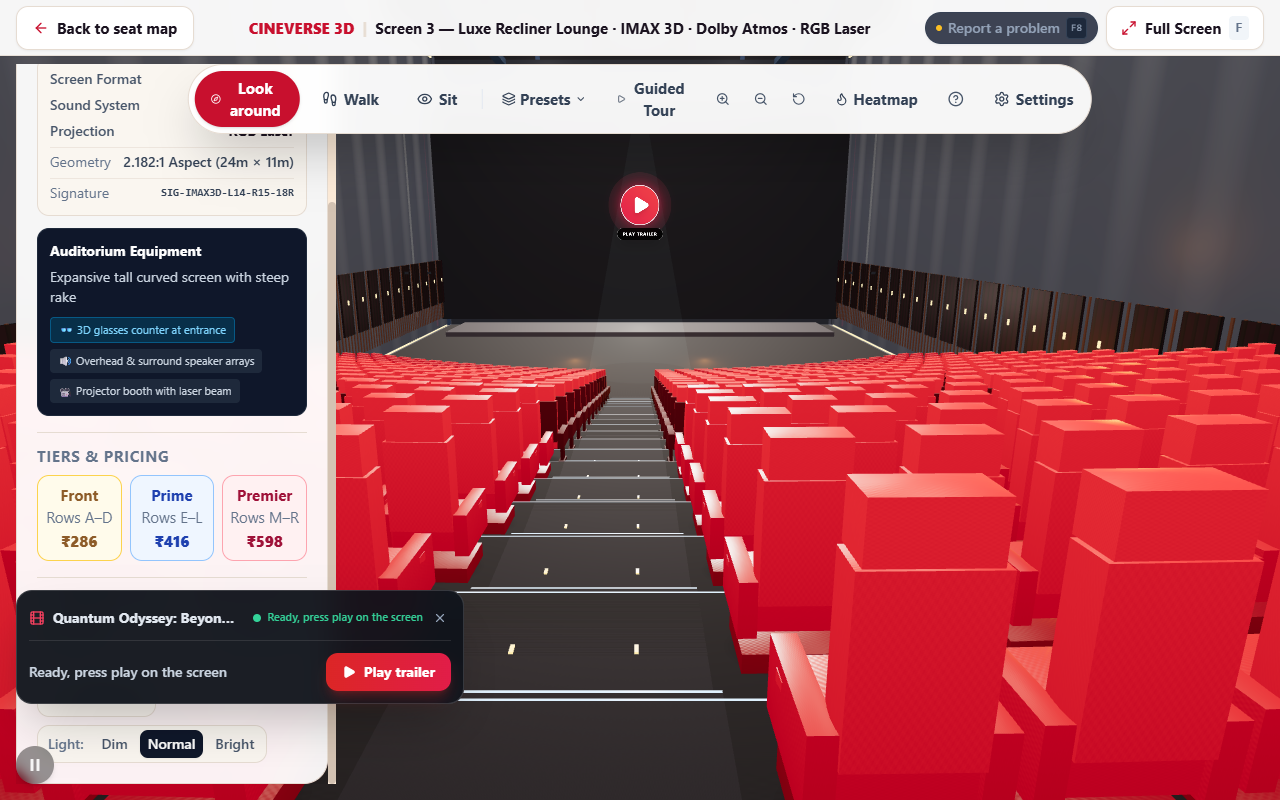 Back to seat map
CINEVERSE 3D | Screen 3 — Luxe Recliner Lounge · IMAX 3D · Dolby Atmos · RGB Laser
Report a problem F8
Full Screen F
Look around
Walk
Sit
Presets
Guided Tour
Heatmap
Settings
Screen Format
Sound System
Projection
RGB Laser
Geometry 2.182:1 Aspect (24m × 11m)
Signature SIG-IMAX3D-L14-R15-18R
Auditorium Equipment
Expansive tall curved screen with steep
rake
3D glasses counter at entrance
Overhead & surround speaker arrays
Projector booth with laser beam
TIERS & PRICING
Front Prime Premier
Rows A–D Rows E–L Rows M–R
₹286 ₹416 ₹598
PLAY TRAILER
Quantum Odyssey: Beyon... Ready, press play on the screen
Ready, press play on the screen Play trailer
Light: Dim Normal Bright